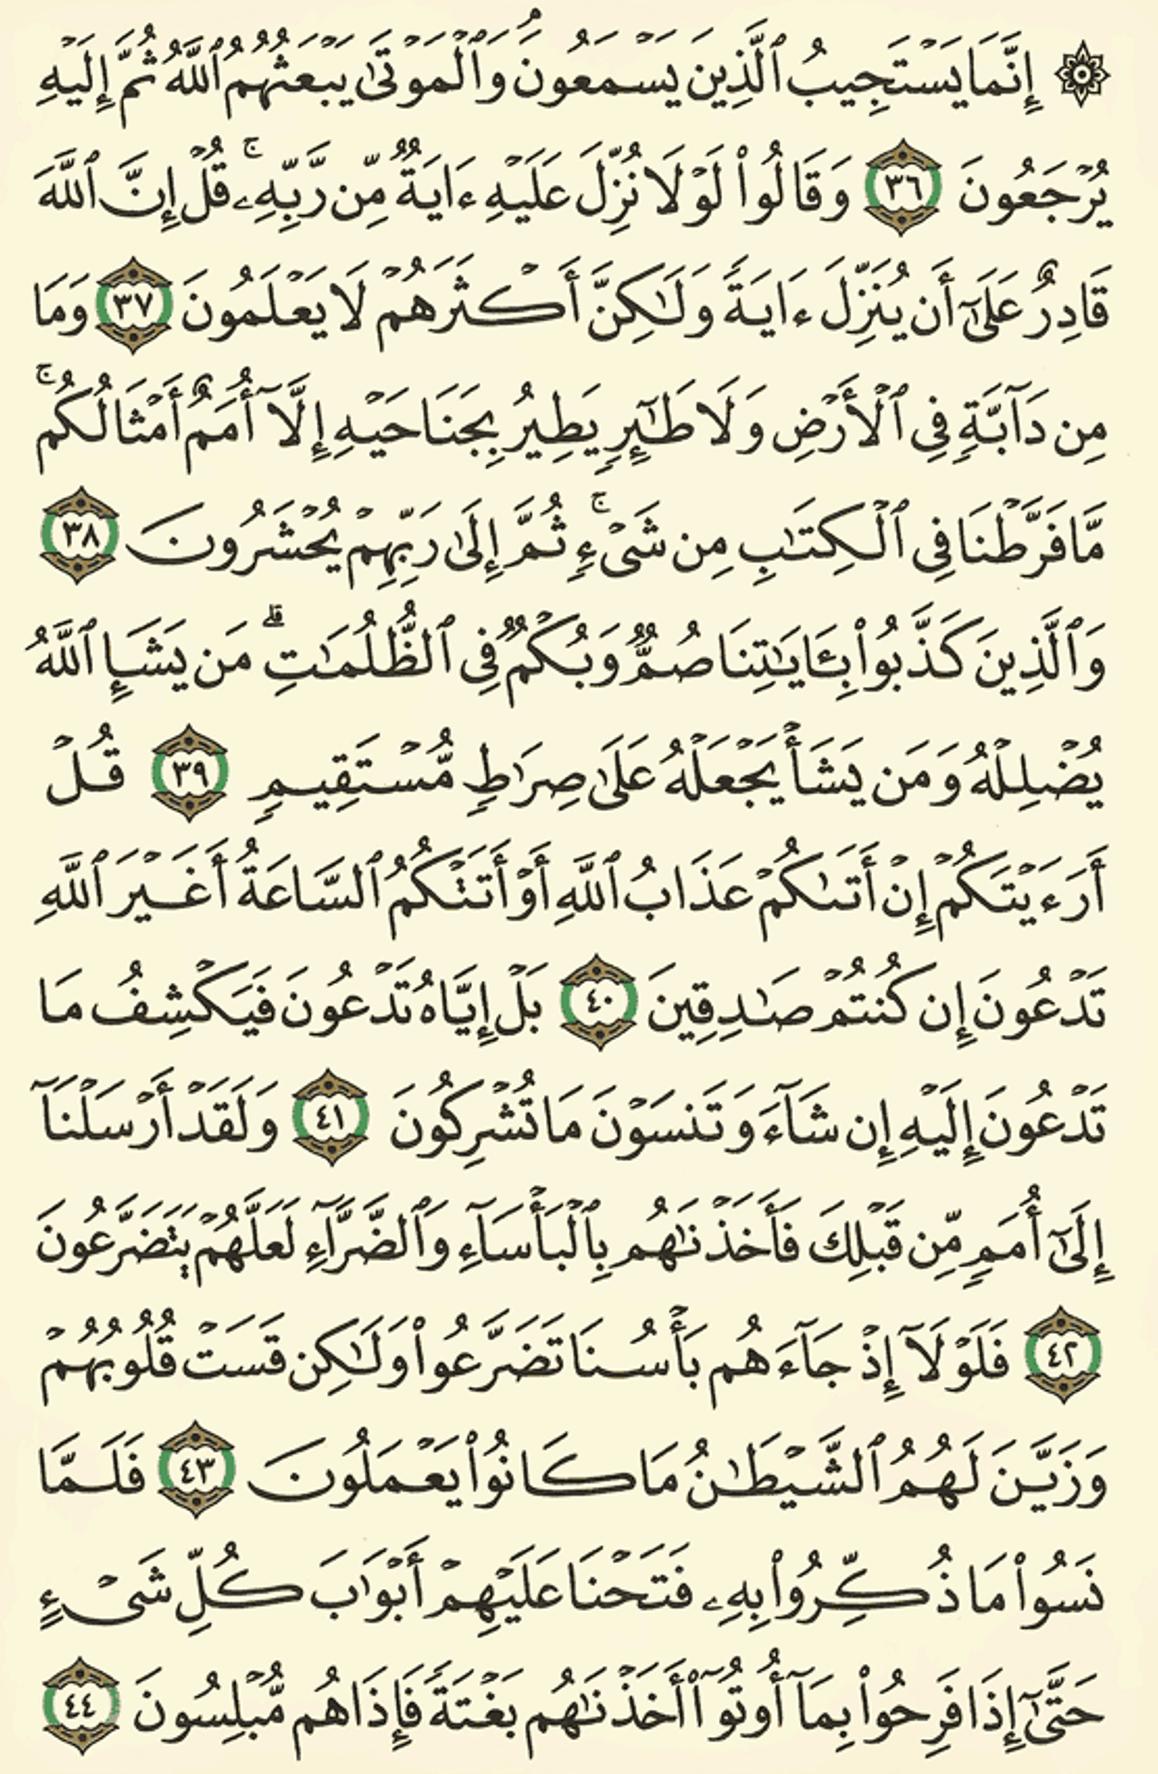 ۞ إِنَّمَا يَسْتَجِيبُ ٱلَّذِينَ يَسْمَعُونَ ۘ وَٱلْمَوْتَىٰ يَبْعَثُهُمُ ٱللَّهُ ثُمَّ إِلَيْهِ
يُرْجَعُونَ ٣٦ وَقَالُوا۟ لَوْلَا نُزِّلَ عَلَيْهِ ءَايَةٌ مِّن رَّبِّهِۦ ۚ قُلْ إِنَّ ٱللَّهَ
قَادِرٌ عَلَىٰٓ أَن يُنَزِّلَ ءَايَةً وَلَـٰكِنَّ أَكْثَرَهُمْ لَا يَعْلَمُونَ ٣٧ وَمَا
مِن دَآبَّةٍ فِى ٱلْأَرْضِ وَلَا طَـٰٓئِرٍ يَطِيرُ بِجَنَاحَيْهِ إِلَّآ أُمَمٌ أَمْثَالُكُم ۚ
مَّا فَرَّطْنَا فِى ٱلْكِتَـٰبِ مِن شَىْءٍ ۚ ثُمَّ إِلَىٰ رَبِّهِمْ يُحْشَرُونَ ٣٨
وَٱلَّذِينَ كَذَّبُوا۟ بِـَٔايَـٰتِنَا صُمٌّ وَبُكْمٌ فِى ٱلظُّلُمَـٰتِ ۗ مَن يَشَإِ ٱللَّهُ
يُضْلِلْهُ وَمَن يَشَأْ يَجْعَلْهُ عَلَىٰ صِرَٰطٍ مُّسْتَقِيمٍ ٣٩ قُلْ
أَرَءَيْتَكُمْ إِنْ أَتَىٰكُمْ عَذَابُ ٱللَّهِ أَوْ أَتَتْكُمُ ٱلسَّاعَةُ أَغَيْرَ ٱللَّهِ
تَدْعُونَ إِن كُنتُمْ صَـٰدِقِينَ ٤٠ بَلْ إِيَّاهُ تَدْعُونَ فَيَكْشِفُ مَا
تَدْعُونَ إِلَيْهِ إِن شَآءَ وَتَنسَوْنَ مَا تُشْرِكُونَ ٤١ وَلَقَدْ أَرْسَلْنَآ
إِلَىٰٓ أُمَمٍ مِّن قَبْلِكَ فَأَخَذْنَـٰهُم بِٱلْبَأْسَآءِ وَٱلضَّرَّآءِ لَعَلَّهُمْ يَتَضَرَّعُونَ
٤٢ فَلَوْلَآ إِذْ جَآءَهُم بَأْسُنَا تَضَرَّعُوا۟ وَلَـٰكِن قَسَتْ قُلُوبُهُمْ
وَزَيَّنَ لَهُمُ ٱلشَّيْطَـٰنُ مَا كَانُوا۟ يَعْمَلُونَ ٤٣ فَلَمَّا
نَسُوا۟ مَا ذُكِّرُوا۟ بِهِۦ فَتَحْنَا عَلَيْهِمْ أَبْوَٰبَ كُلِّ شَىْءٍ
حَتَّىٰٓ إِذَا فَرِحُوا۟ بِمَآ أُوتُوٓا۟ أَخَذْنَـٰهُم بَغْتَةً فَإِذَا هُم مُّبْلِسُونَ ٤٤